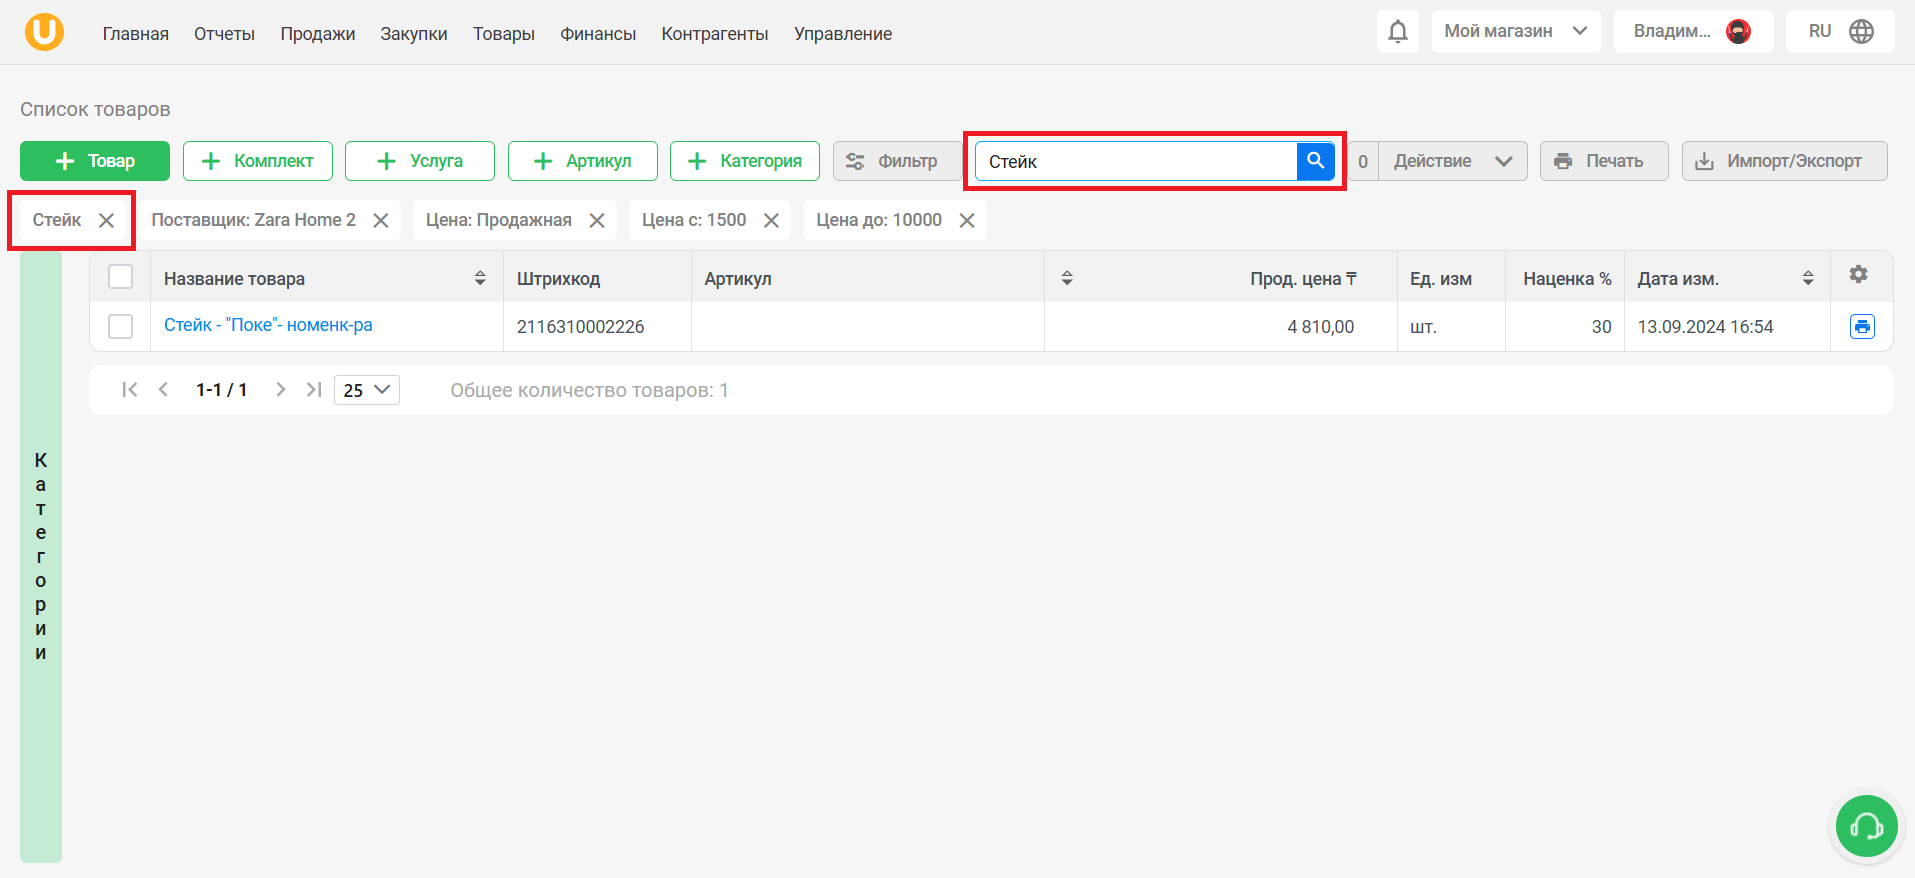 U Главная Отчеты Продажи Закупки Товары Финансы Контрагенты Управление Мой магазин Владим... RU
Список товаров
Товар Комплект Услуга Артикул Категория Фильтр Стейк 0 Действие Печать Импорт/Экспорт
Стейк Поставщик: Zara Home 2 Цена: Продажная Цена с: 1500 Цена до: 10000
Название товара Штрихкод Артикул Прод. цена ₸ Ед. изм Наценка % Дата изм.
Стейк - "Поке"- номенк-ра 2116310002226 4 810,00 шт. 30 13.09.2024 16:54
1-1 / 1 25 Общее количество товаров: 1
Категории